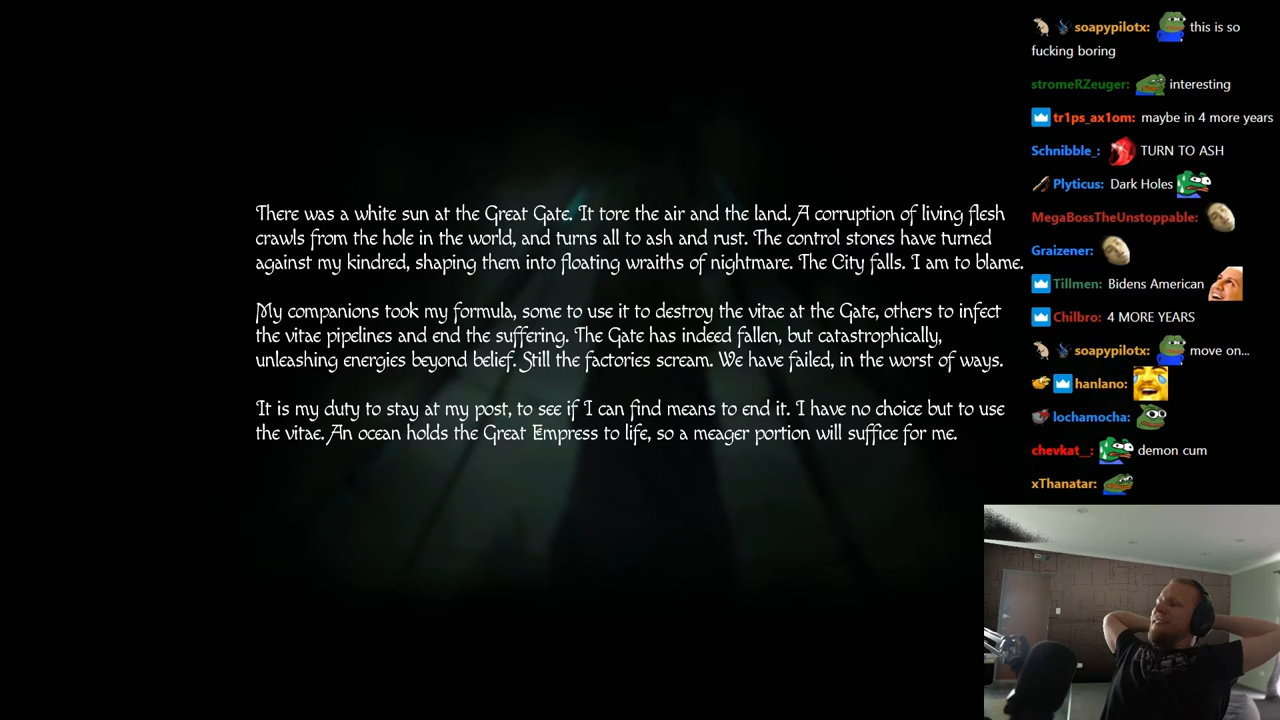 There was a white sun at the Great Gate. It tore the air and the land. A corruption of living flesh
crawls from the hole in the world, and turns all to ash and rust. The control stones have turned
against my kindred, shaping them into floating wraiths of nightmare. The City falls. I am to blame.
My companions took my formula, some to use it to destroy the vitae at the Gate, others to infect
the vitae pipelines and end the suffering. The Gate has indeed fallen, but catastrophically,
unleashing energies beyond belief. Still the factories scream. We have failed, in the worst of ways.
It is my duty to stay at my post, to see if I can find means to end it. I have no choice but to use
the vitae. An ocean holds the Great Empress to life, so a meager portion will suffice for me.
soapypilotx: this is so
fucking boring
stromeRZeuger: interesting
tr1ps_ax1om: maybe in 4 more years
Schnibble_: TURN TO ASH
Plyticus: Dark Holes
MegaBossTheUnstoppable:
Graizener:
Tillmen: Bidens American
Chilbro: 4 MORE YEARS
soapypilotx: move on...
hanlano:
lochamocha:
chevkat__: demon cum
xThanatar: